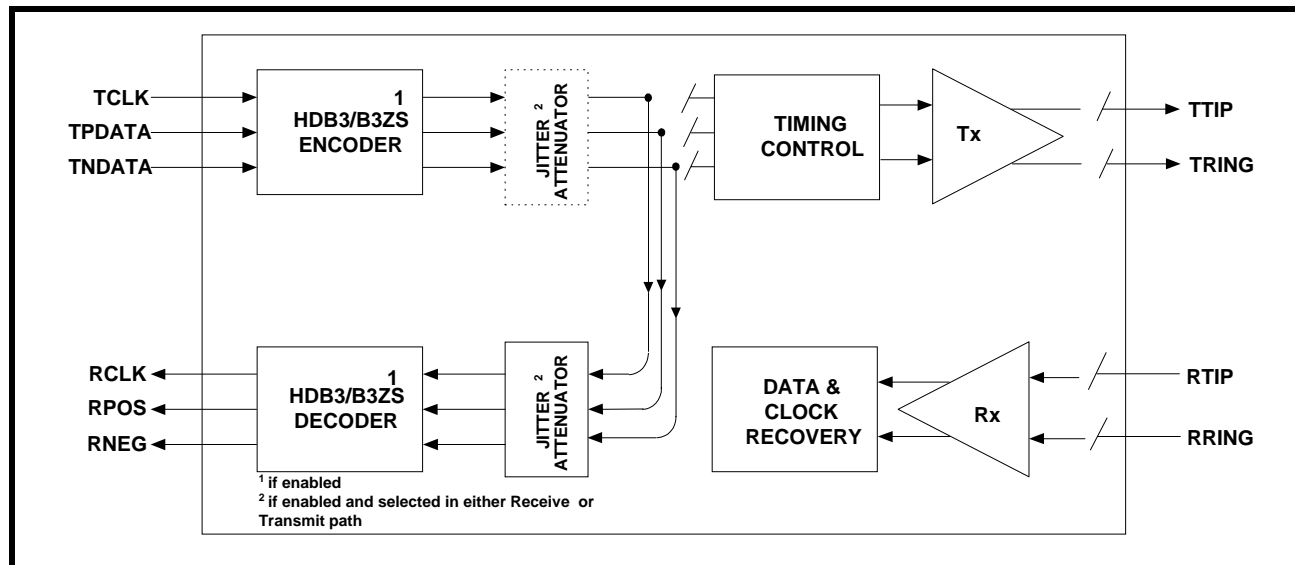 TCLK
TPDATA
TNDATA
1
HDB3/B3ZS
ENCODER
JITTER 2
ATTENUATOR
TIMING
CONTROL
Tx
TTIP
TRING
RCLK
RPOS
RNEG
1
HDB3/B3ZS
DECODER
JITTER 2
ATTENUATOR
DATA &
CLOCK
RECOVERY
Rx
RTIP
RRING
1 if enabled
2 if enabled and selected in either Receive or
Transmit path